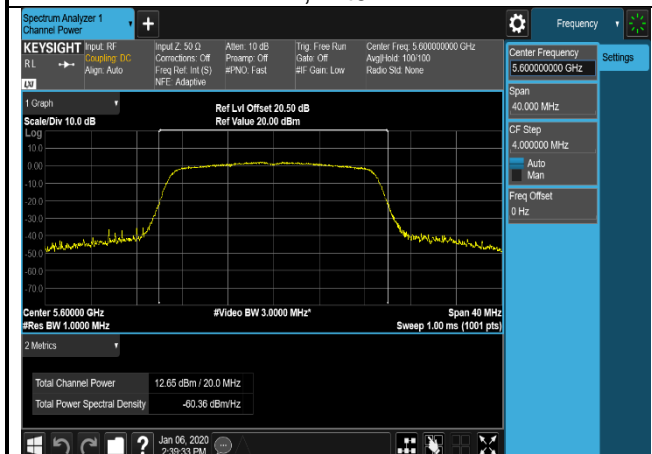 Spectrum Analyzer 1
Channel Power
+
Frequency
KEYSIGHT
RL
LXI
Input: RF
Coupling: DC
Align: Auto
Input Z: 50 Ω
Corrections: Off
Freq Ref: Int (S)
NFE: Adaptive
Atten: 10 dB
Preamp: Off
#PNO: Fast
Trig: Free Run
Gate: Off
#IF Gain: Low
Center Freq: 5.600000000 GHz
Avg|Hold: 100/100
Radio Std: None
Center Frequency
5.600000000 GHz
Settings
Span
40.000 MHz
CF Step
4.000000 MHz
Auto
Man
Freq Offset
0 Hz
1 Graph
Scale/Div 10.0 dB
Ref Lvl Offset 20.50 dB
Ref Value 20.00 dBm
Log
10.0
0.00
-10.0
-20.0
-30.0
-40.0
-50.0
-60.0
-70.0
Center 5.60000 GHz
#Video BW 3.0000 MHz*
Span 40 MHz
#Res BW 1.0000 MHz
Sweep 1.00 ms (1001 pts)
2 Metrics
Total Channel Power 12.65 dBm / 20.0 MHz
Total Power Spectral Density -60.36 dBm/Hz
?
Jan 06, 2020
2:39:33 PM